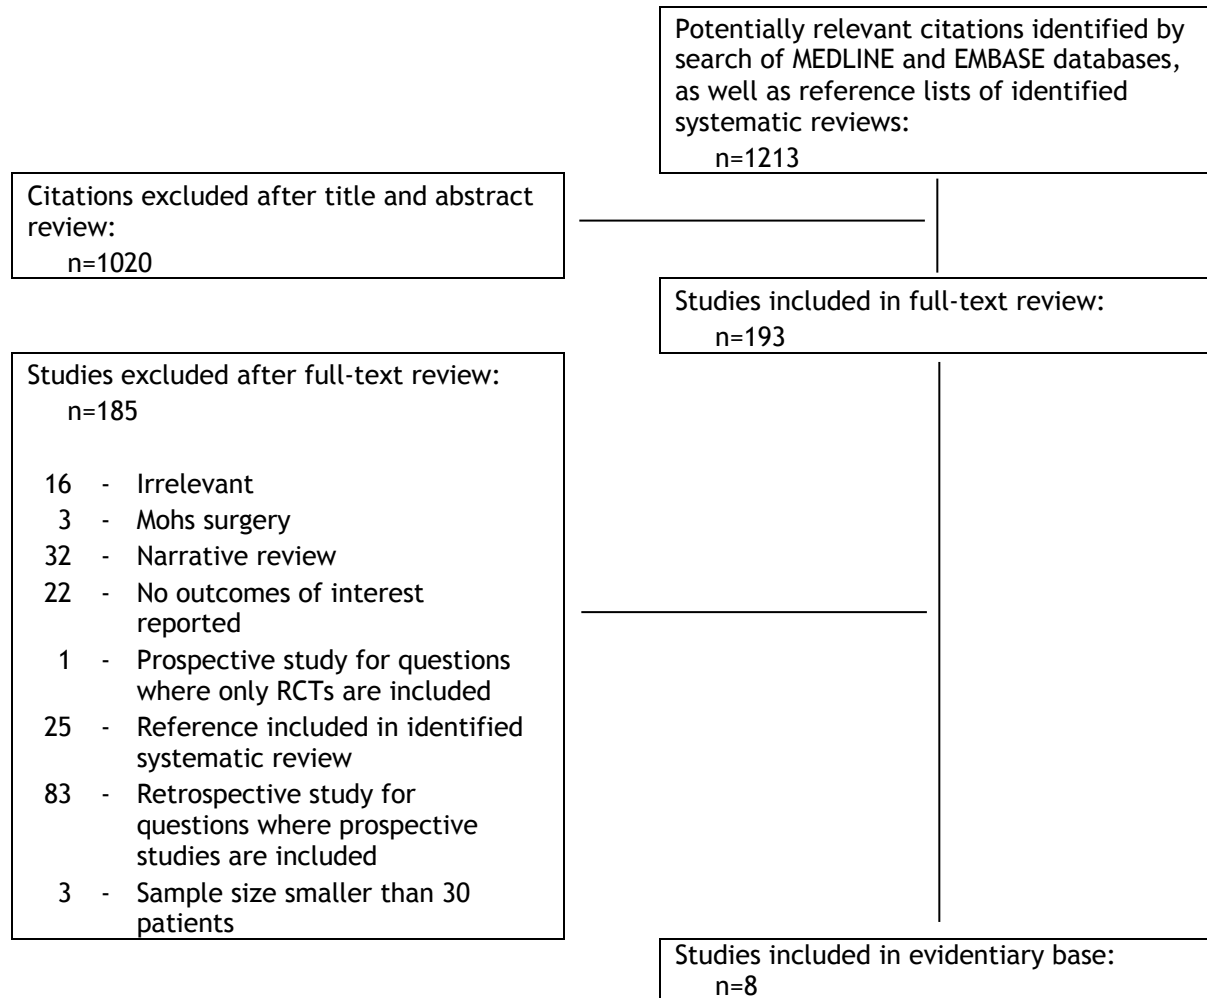 Potentially relevant citations identified by
search of MEDLINE and EMBASE databases,
as well as reference lists of identified
systematic reviews:
n=1213
Citations excluded after title and abstract
review:
n=1020
Studies included in full-text review:
n=193
Studies excluded after full-text review:
n=185
16 - Irrelevant
3 - Mohs surgery
32 - Narrative review
22 - No outcomes of interest
reported
1 - Prospective study for questions
where only RCTs are included
25 - Reference included in identified
systematic review
83 - Retrospective study for
questions where prospective
studies are included
3 - Sample size smaller than 30
patients
Studies included in evidentiary base:
n=8